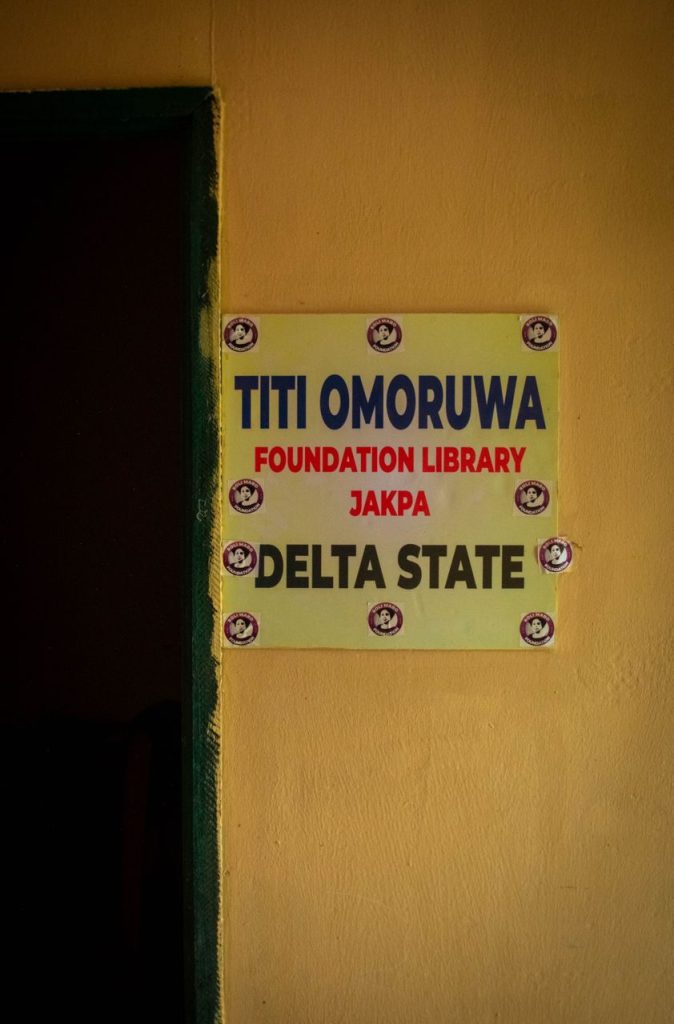 TITI OMORUWA
FOUNDATION LIBRARY
JAKPA
DELTA STATE